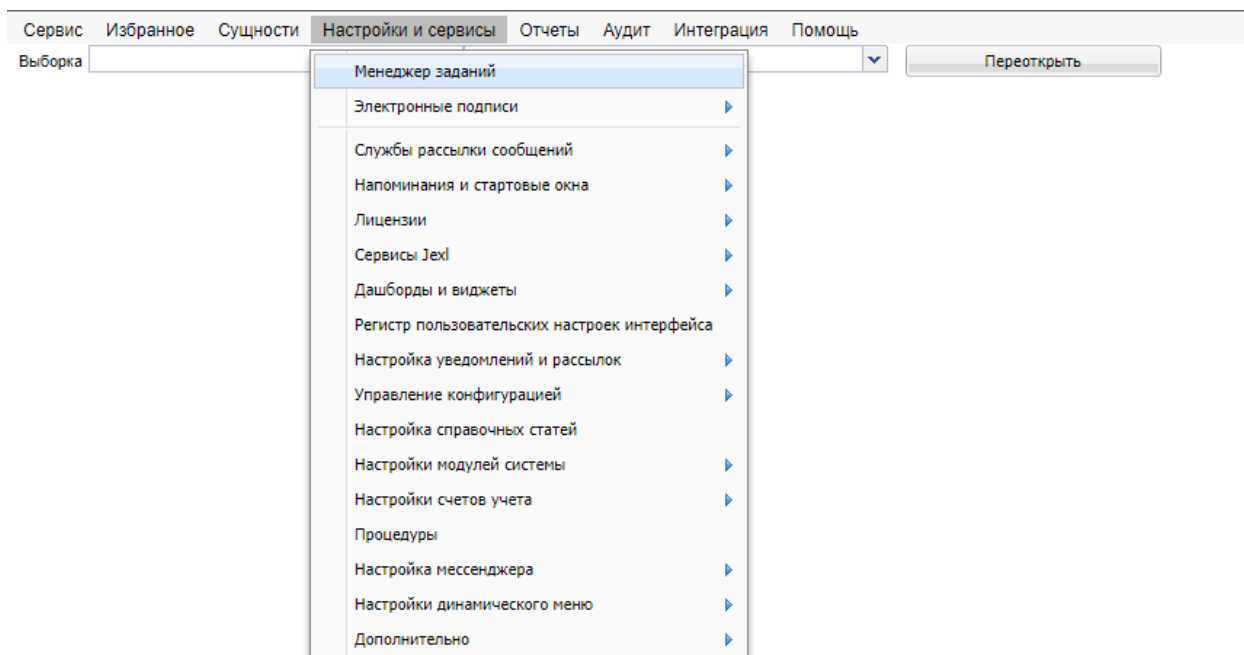 Сервис Избранное Сущности Настройки и сервисы Отчеты Аудит Интеграция Помощь
Выборка Переоткрыть
Менеджер заданий
Электронные подписи
Службы рассылки сообщений
Напоминания и стартовые окна
Лицензии
Сервисы Jexl
Дашборды и виджеты
Регистр пользовательских настроек интерфейса
Настройка уведомлений и рассылок
Управление конфигурацией
Настройка справочных статей
Настройки модулей системы
Настройки счетов учета
Процедуры
Настройка мессенджера
Настройки динамического меню
Дополнительно